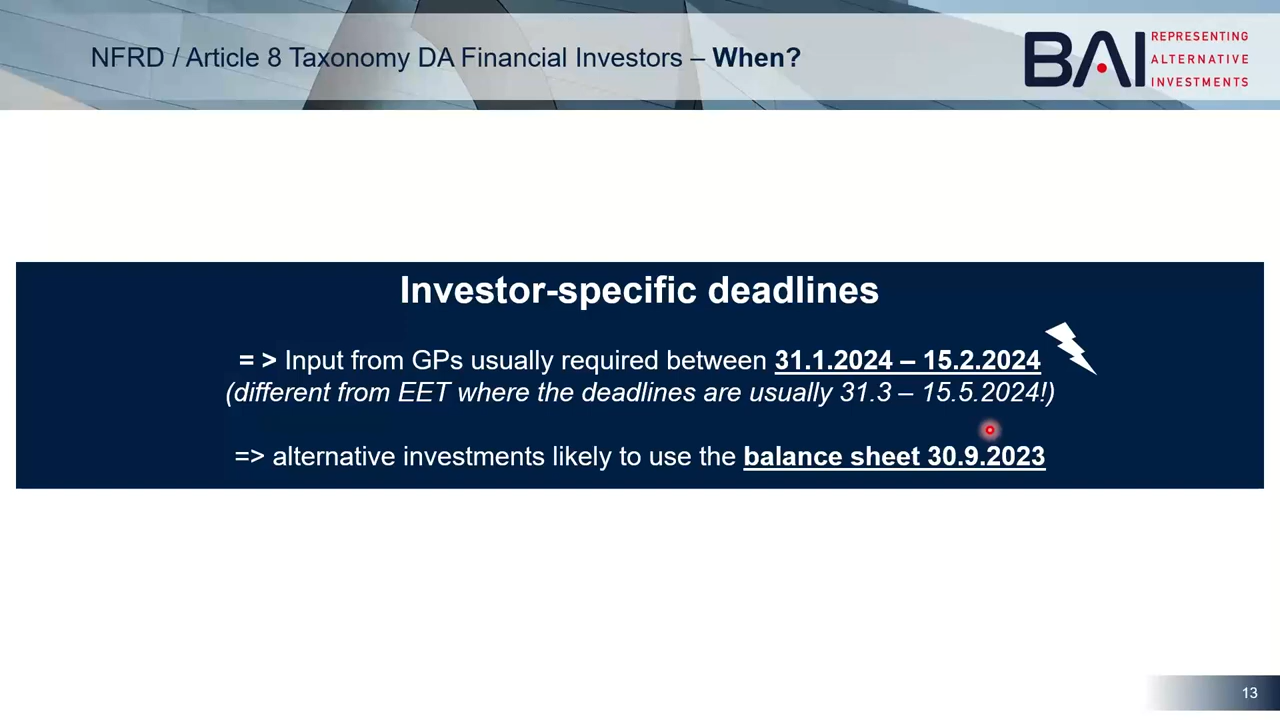 NFRD / Article 8 Taxonomy DA Financial Investors – When?
BAI
REPRESENTING
ALTERNATIVE
INVESTMENTS
Investor-specific deadlines
= > Input from GPs usually required between 31.1.2024 – 15.2.2024
(different from EET where the deadlines are usually 31.3 – 15.5.2024!)
=> alternative investments likely to use the balance sheet 30.9.2023
13